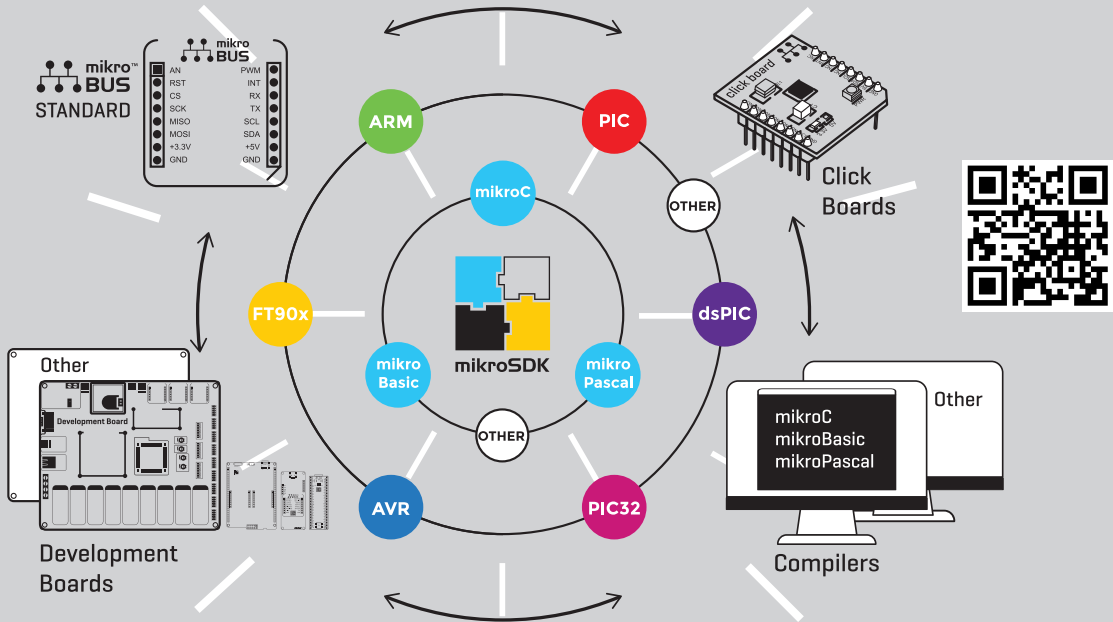 mikro™
BUS
STANDARD
mikro
BUS
AN PWM
RST INT
CS RX
SCK TX
MISO SCL
MOSI SDA
+3.3V +5V
GND GND
click board
Click
Boards
ARM
PIC
OTHER
mikroC
FT90x
dsPIC
mikroSDK
mikro
Basic
mikro
Pascal
OTHER
AVR
PIC32
Other
Development Board
Development
Boards
Other
mikroC
mikroBasic
mikroPascal
Compilers